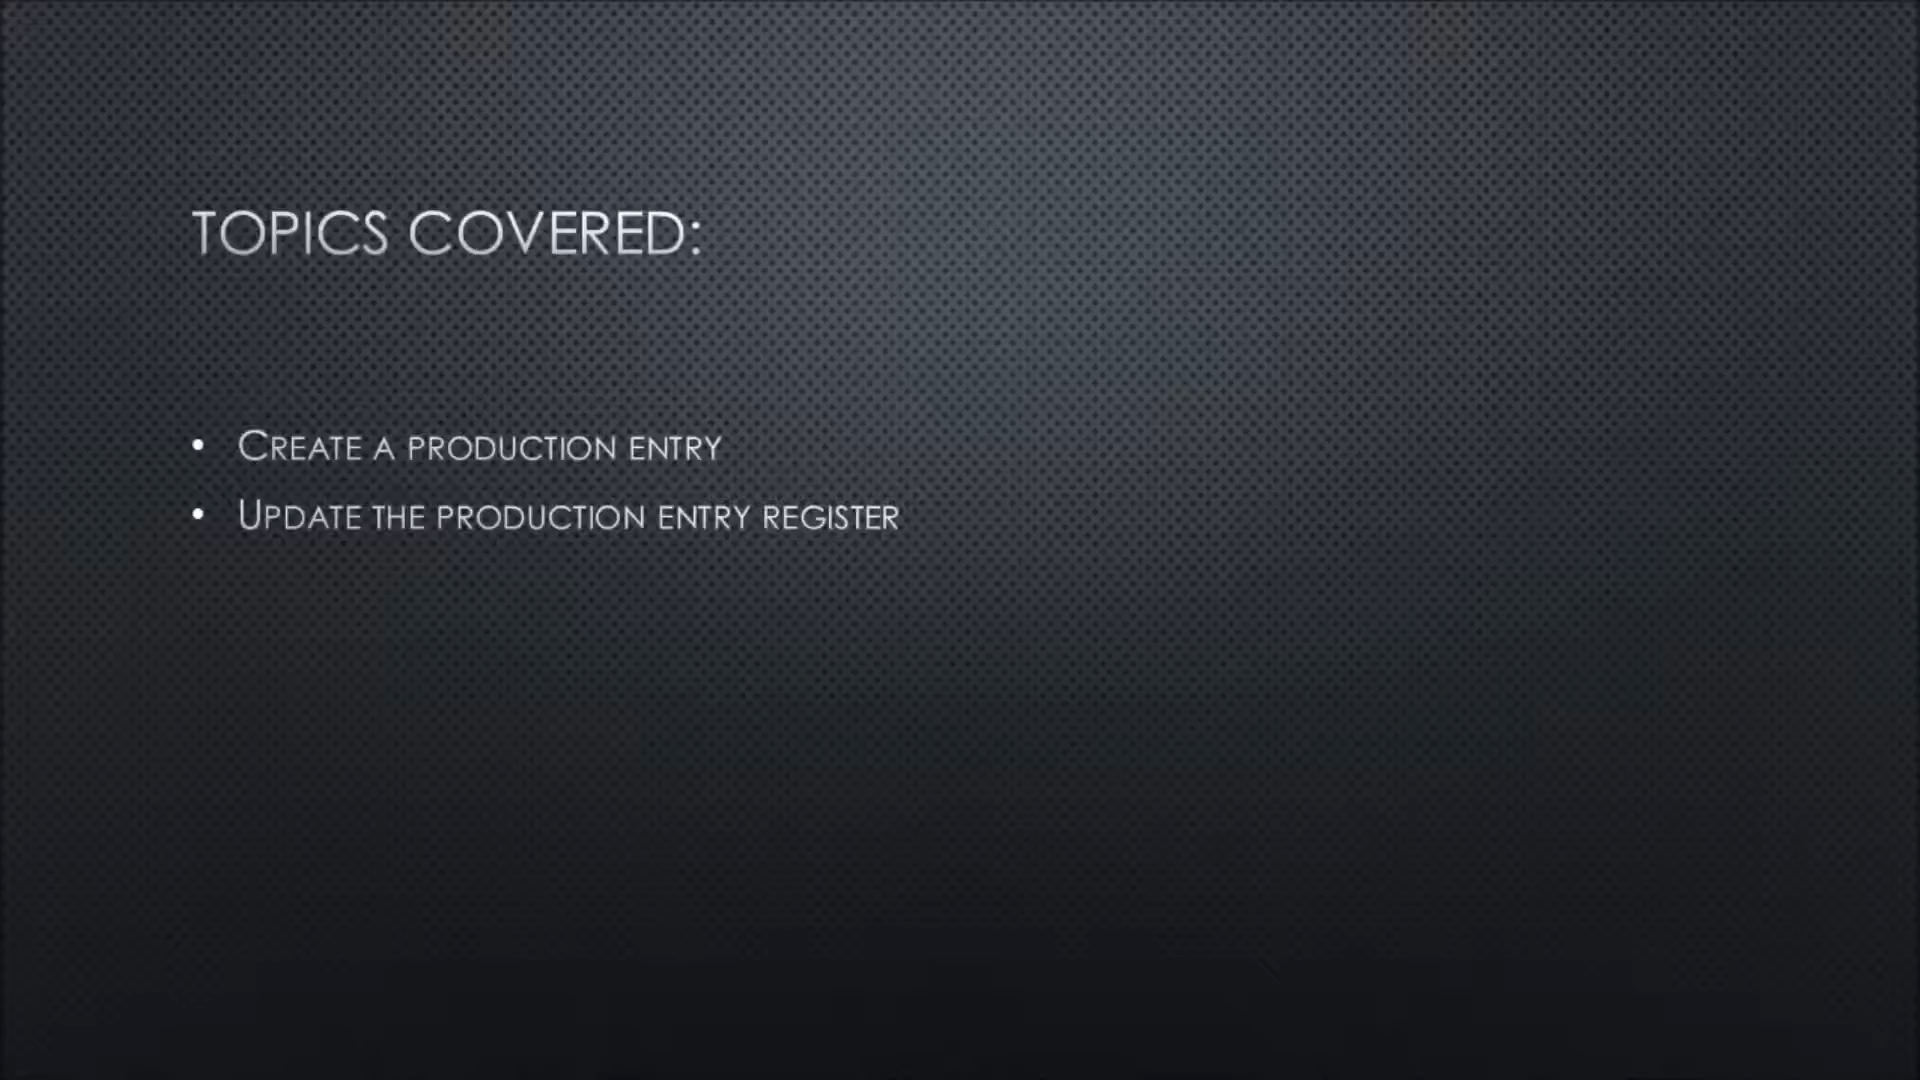 TOPICS COVERED:
• CREATE A PRODUCTION ENTRY
• UPDATE THE PRODUCTION ENTRY REGISTER